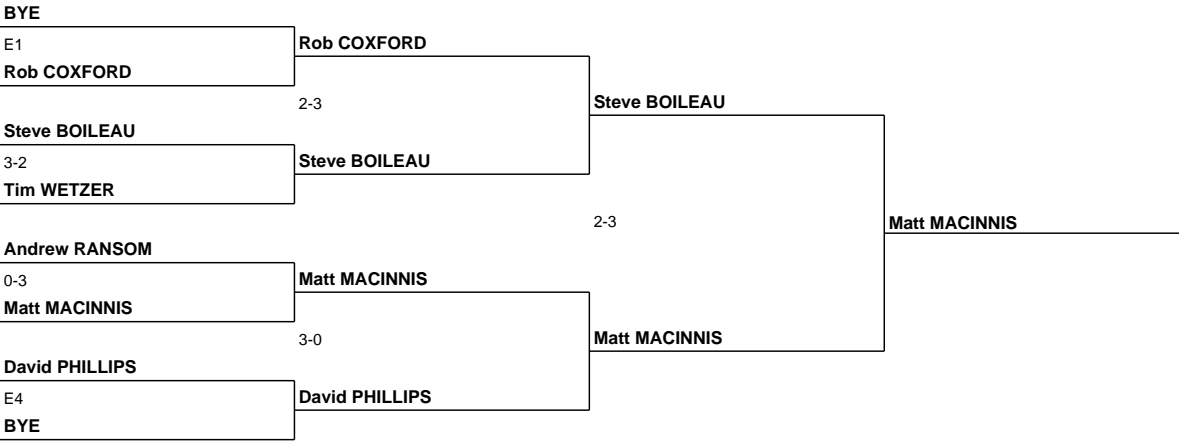 BYE
E1
Rob COXFORD
Rob COXFORD
2-3
Steve BOILEAU
Steve BOILEAU
3-2
Steve BOILEAU
Tim WETZER
2-3
Matt MACINNIS
Andrew RANSOM
0-3
Matt MACINNIS
Matt MACINNIS
3-0
Matt MACINNIS
David PHILLIPS
E4
David PHILLIPS
BYE